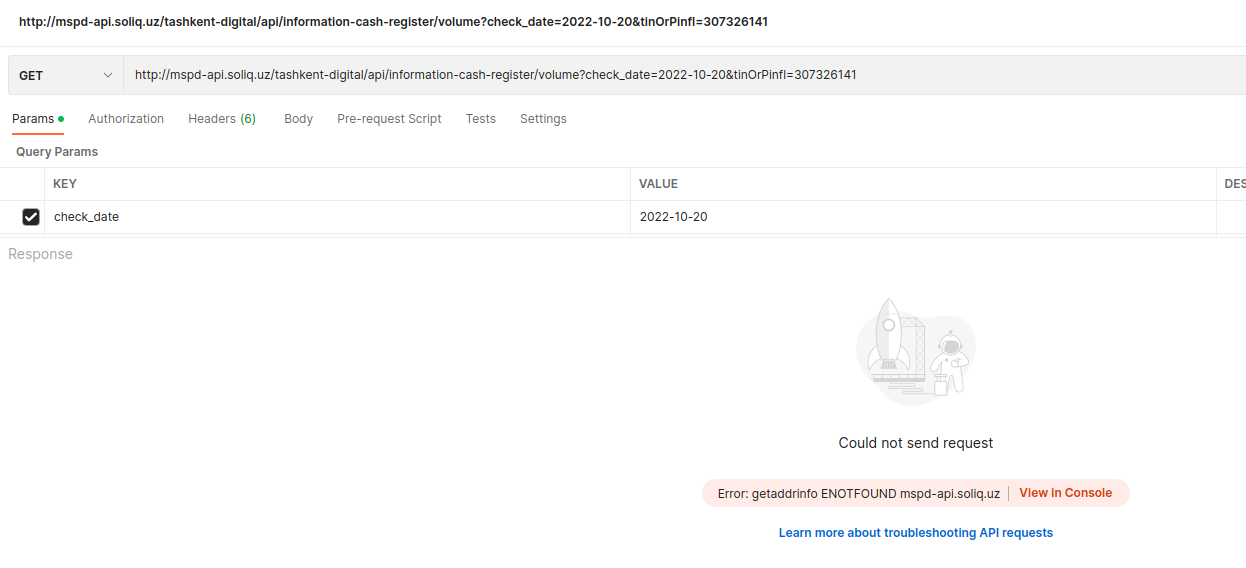 http://mspd-api.soliq.uz/tashkent-digital/api/information-cash-register/volume?check_date=2022-10-20&tinOrPinfl=307326141
GET http://mspd-api.soliq.uz/tashkent-digital/api/information-cash-register/volume?check_date=2022-10-20&tinOrPinfl=307326141
Params Authorization Headers (6) Body Pre-request Script Tests Settings
Query Params
KEY VALUE DES
check_date 2022-10-20
Response
Could not send request
Error: getaddrinfo ENOTFOUND mspd-api.soliq.uz | View in Console
Learn more about troubleshooting API requests